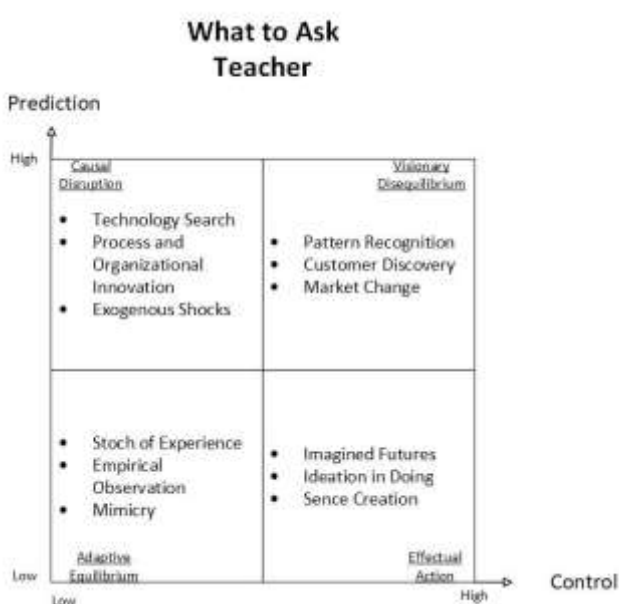 What to Ask
Teacher
Prediction
High
Causal
Disruption
Visionary
Disequilibrium
• Technology Search
• Process and
Organizational
Innovation
• Exogenous Shocks
• Pattern Recognition
• Customer Discovery
• Market Change
• Stoch of Experience
• Empirical
Observation
• Mimicry
• Imagined Futures
• Ideation in Doing
• Sence Creation
Adaptive
Equilibrium
Effectual
Action
Low
Low
High
Control